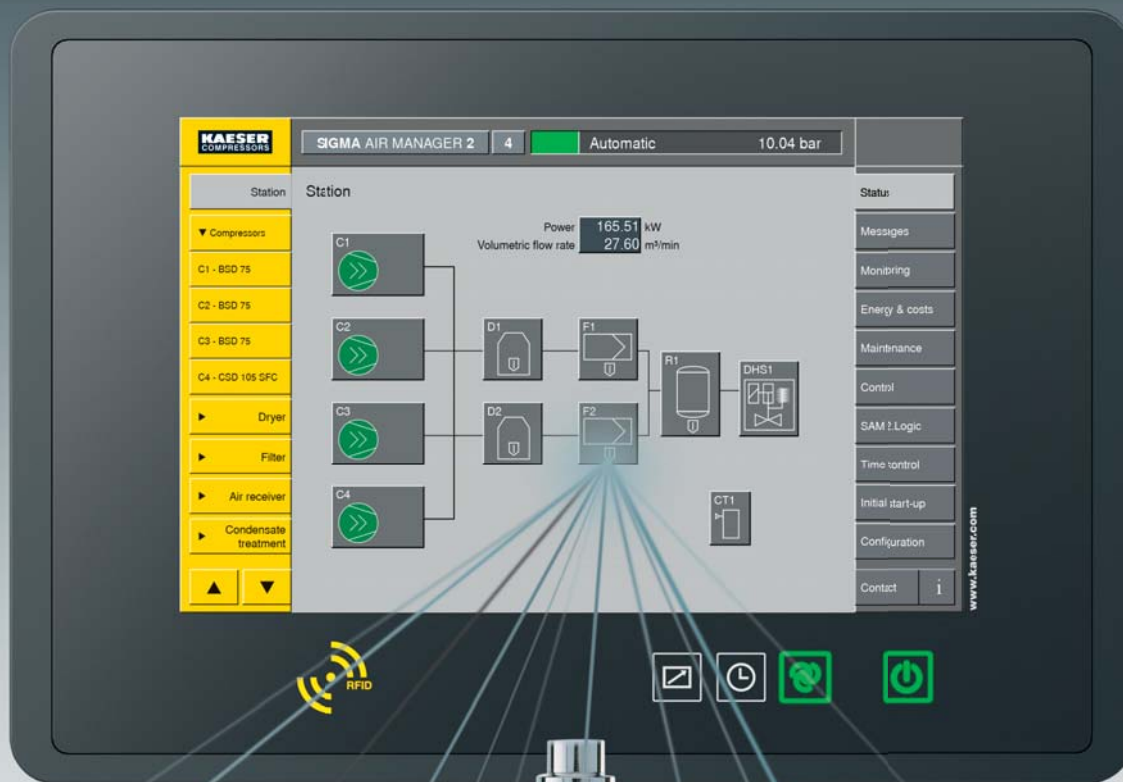 KAESER
COMPRESSORS
SIGMA AIR MANAGER 2
4
Automatic
10.04 bar
Station
▼ Compressors
C1 - BSD 75
C2 - BSD 75
C3 - BSD 75
C4 - CSD 105 SFC
► Dryer
► Filter
► Air receiver
► Condensate
treatment
▲ ▼
Station
Power 165.51 kW
Volumetric flow rate 27.60 m³/min
C1
C2
C3
C4
D1
D2
F1
F2
R1
DHS1
CT1
Status
Messages
Monitoring
Energy & costs
Maintenance
Control
SAM 2.Logic
Time control
Initial start-up
Configuration
Contact i
www.kaeser.com
RFID